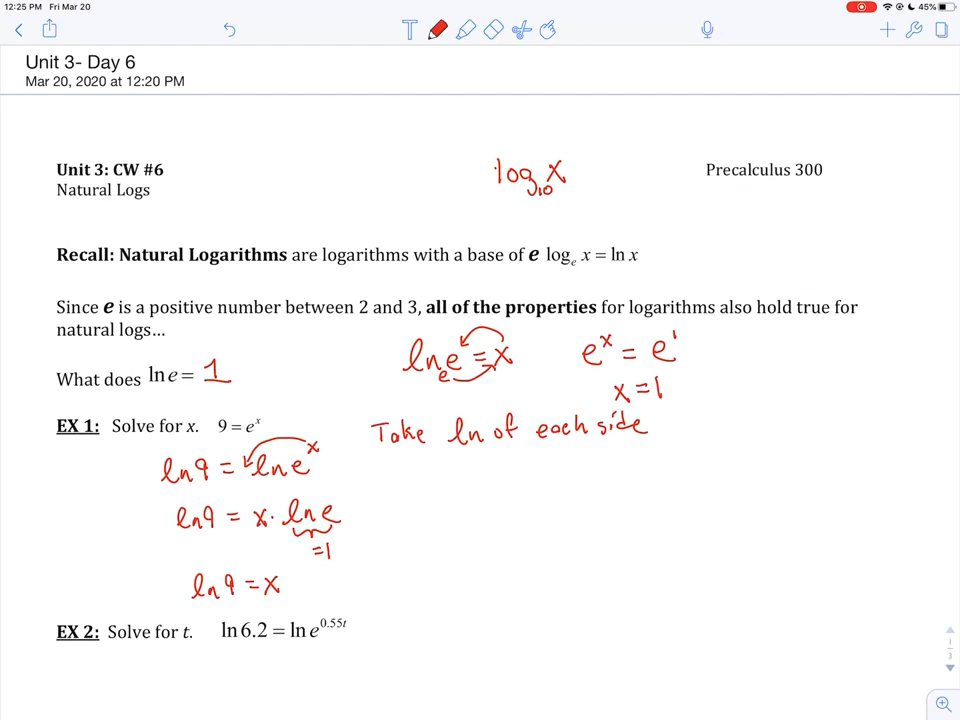 12:25 PM Fri Mar 20 45%
T
Unit 3- Day 6
Mar 20, 2020 at 12:20 PM
Unit 3: CW #6 log₁₀ x Precalculus 300
Natural Logs
Recall: Natural Logarithms are logarithms with a base of e logₑ x = ln x
Since e is a positive number between 2 and 3, all of the properties for logarithms also hold true for
natural logs…
lnₑ e = x eˣ = e¹
What does ln e = 1 x = 1
EX 1: Solve for x. 9 = eˣ Take ln of each side
ln 9 = ln eˣ x
ln 9 = x · ln e
=1
ln 9 = x
EX 2: Solve for t. ln 6.2 = ln e^{0.55t}
1
3